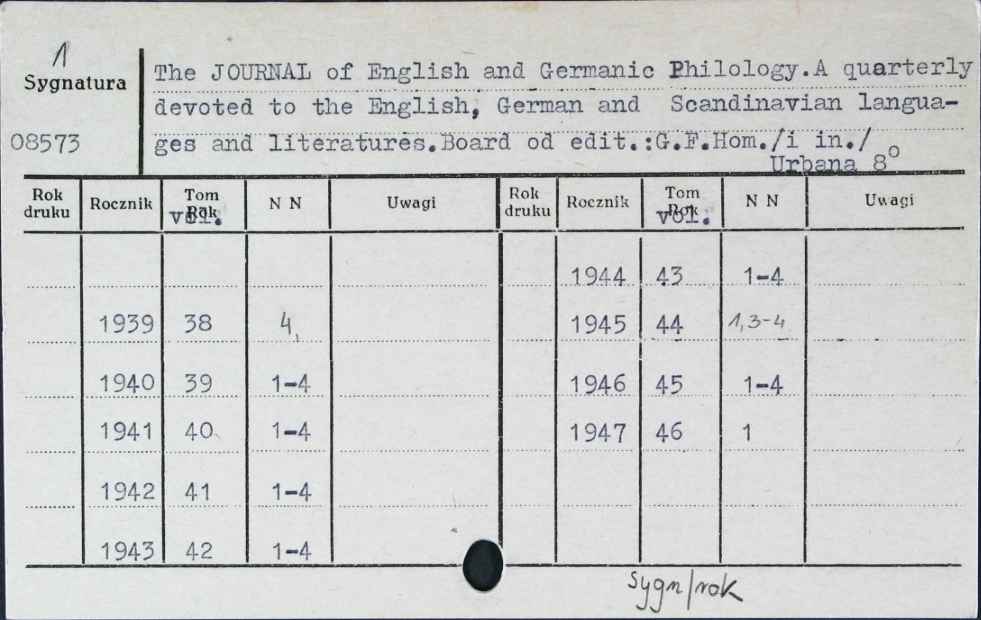 1
Sygnatura
08573
The JOURNAL of English and Germanic Philology.A quarterly
devoted to the English, German and Scandinavian langua-
ges and literatures.Board od edit.:G.F.Hom./i in./
Urbana 8°
Rok druku Rocznik Tom Rok vol. N N Uwagi Rok druku Rocznik Tom Rok vol. N N Uwagi
1944 43 1-4
1939 38 4, 1945 44 1,3-4
1940 39 1-4 1946 45 1-4
1941 40 1-4 1947 46 1
1942 41 1-4
1943 42 1-4
sygn/rok